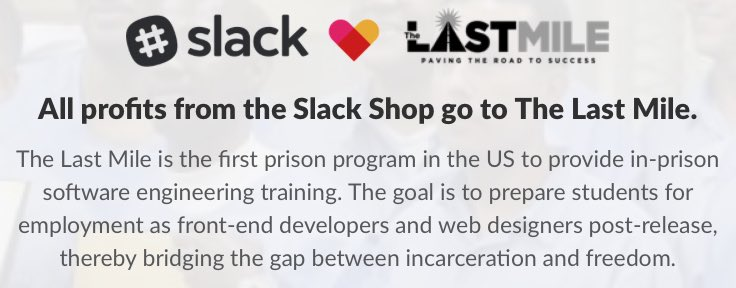 slack The LAST MILE
PAVING THE ROAD TO SUCCESS
All profits from the Slack Shop go to The Last Mile.
The Last Mile is the first prison program in the US to provide in-prison
software engineering training. The goal is to prepare students for
employment as front-end developers and web designers post-release,
thereby bridging the gap between incarceration and freedom.